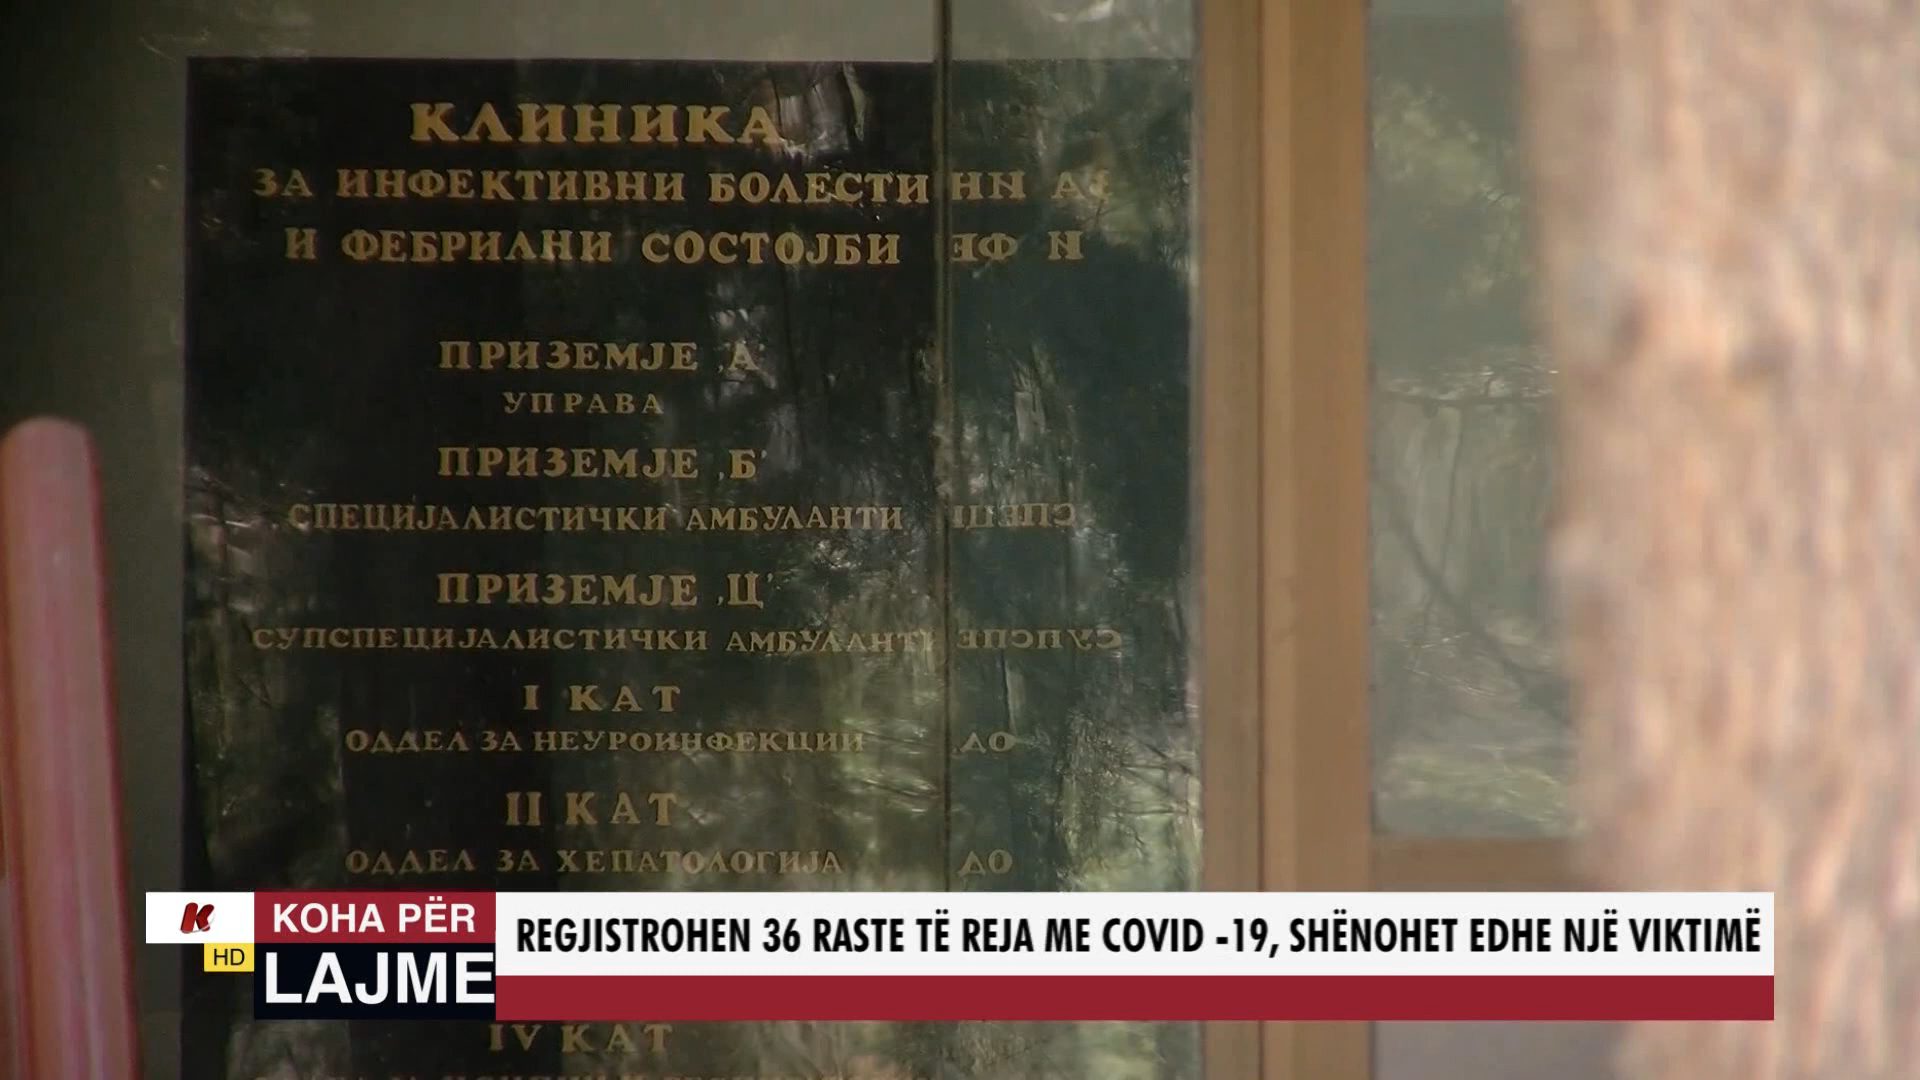 КЛИНИКА
ЗА ИНФЕКТИВНИ БОЛЕСТИ
И ФЕБРИЛНИ СОСТОЈБИ
ПРИЗЕМЈЕ ‚А'
УПРАВА
ПРИЗЕМЈЕ ‚Б'
СПЕЦИЈАЛИСТИЧКИ АМБУЛАНТИ
ПРИЗЕМЈЕ ‚Ц'
СУПСПЕЦИЈАЛИСТИЧКИ АМБУЛАНТИ
I КАТ
ОДДЕЛ ЗА НЕУРОИНФЕКЦИИ
II КАТ
ОДДЕЛ ЗА ХЕПАТОЛОГИЈА
K
HD
KOHA PËR
LAJME
REGJISTROHEN 36 RASTE TË REJA ME COVID -19, SHËNOHET EDHE NJË VIKTIMË
IV КАТ